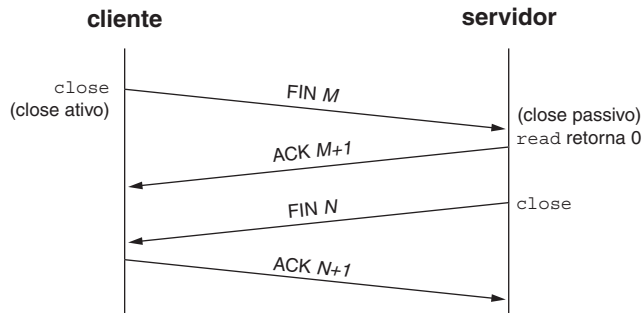 cliente
servidor
close
(close ativo)
FIN M
(close passivo)
read retorna 0
ACK M+1
FIN N
close
ACK N+1